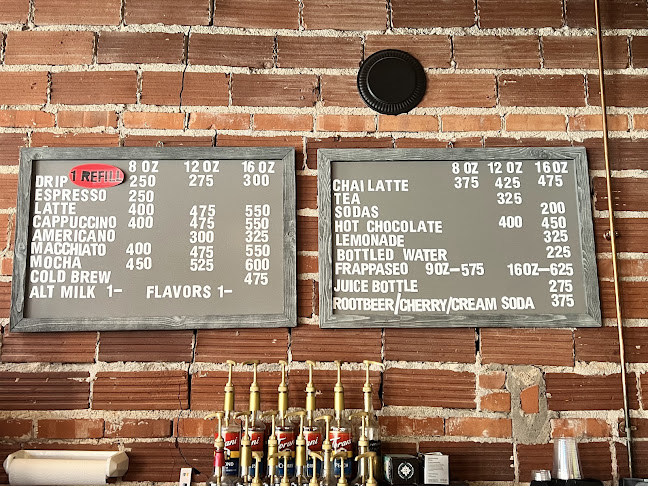 8 OZ 12 OZ 16 OZ
DRIP 1 REFILL 250 275 300
ESPRESSO 250
LATTE 400 475 550
CAPPUCCINO 400 475 550
AMERICANO 300 325
MACCHIATO 400 475 550
MOCHA 450 525 600
COLD BREW 475
ALT MILK 1- FLAVORS 1-
8 OZ 12 OZ 16 OZ
CHAI LATTE 375 425 475
TEA 325
SODAS 200
HOT CHOCOLATE 400 450
LEMONADE 325
BOTTLED WATER 225
FRAPPASEO 9OZ-575 16OZ-625
JUICE BOTTLE 275
ROOTBEER/CHERRY/CREAM SODA 375